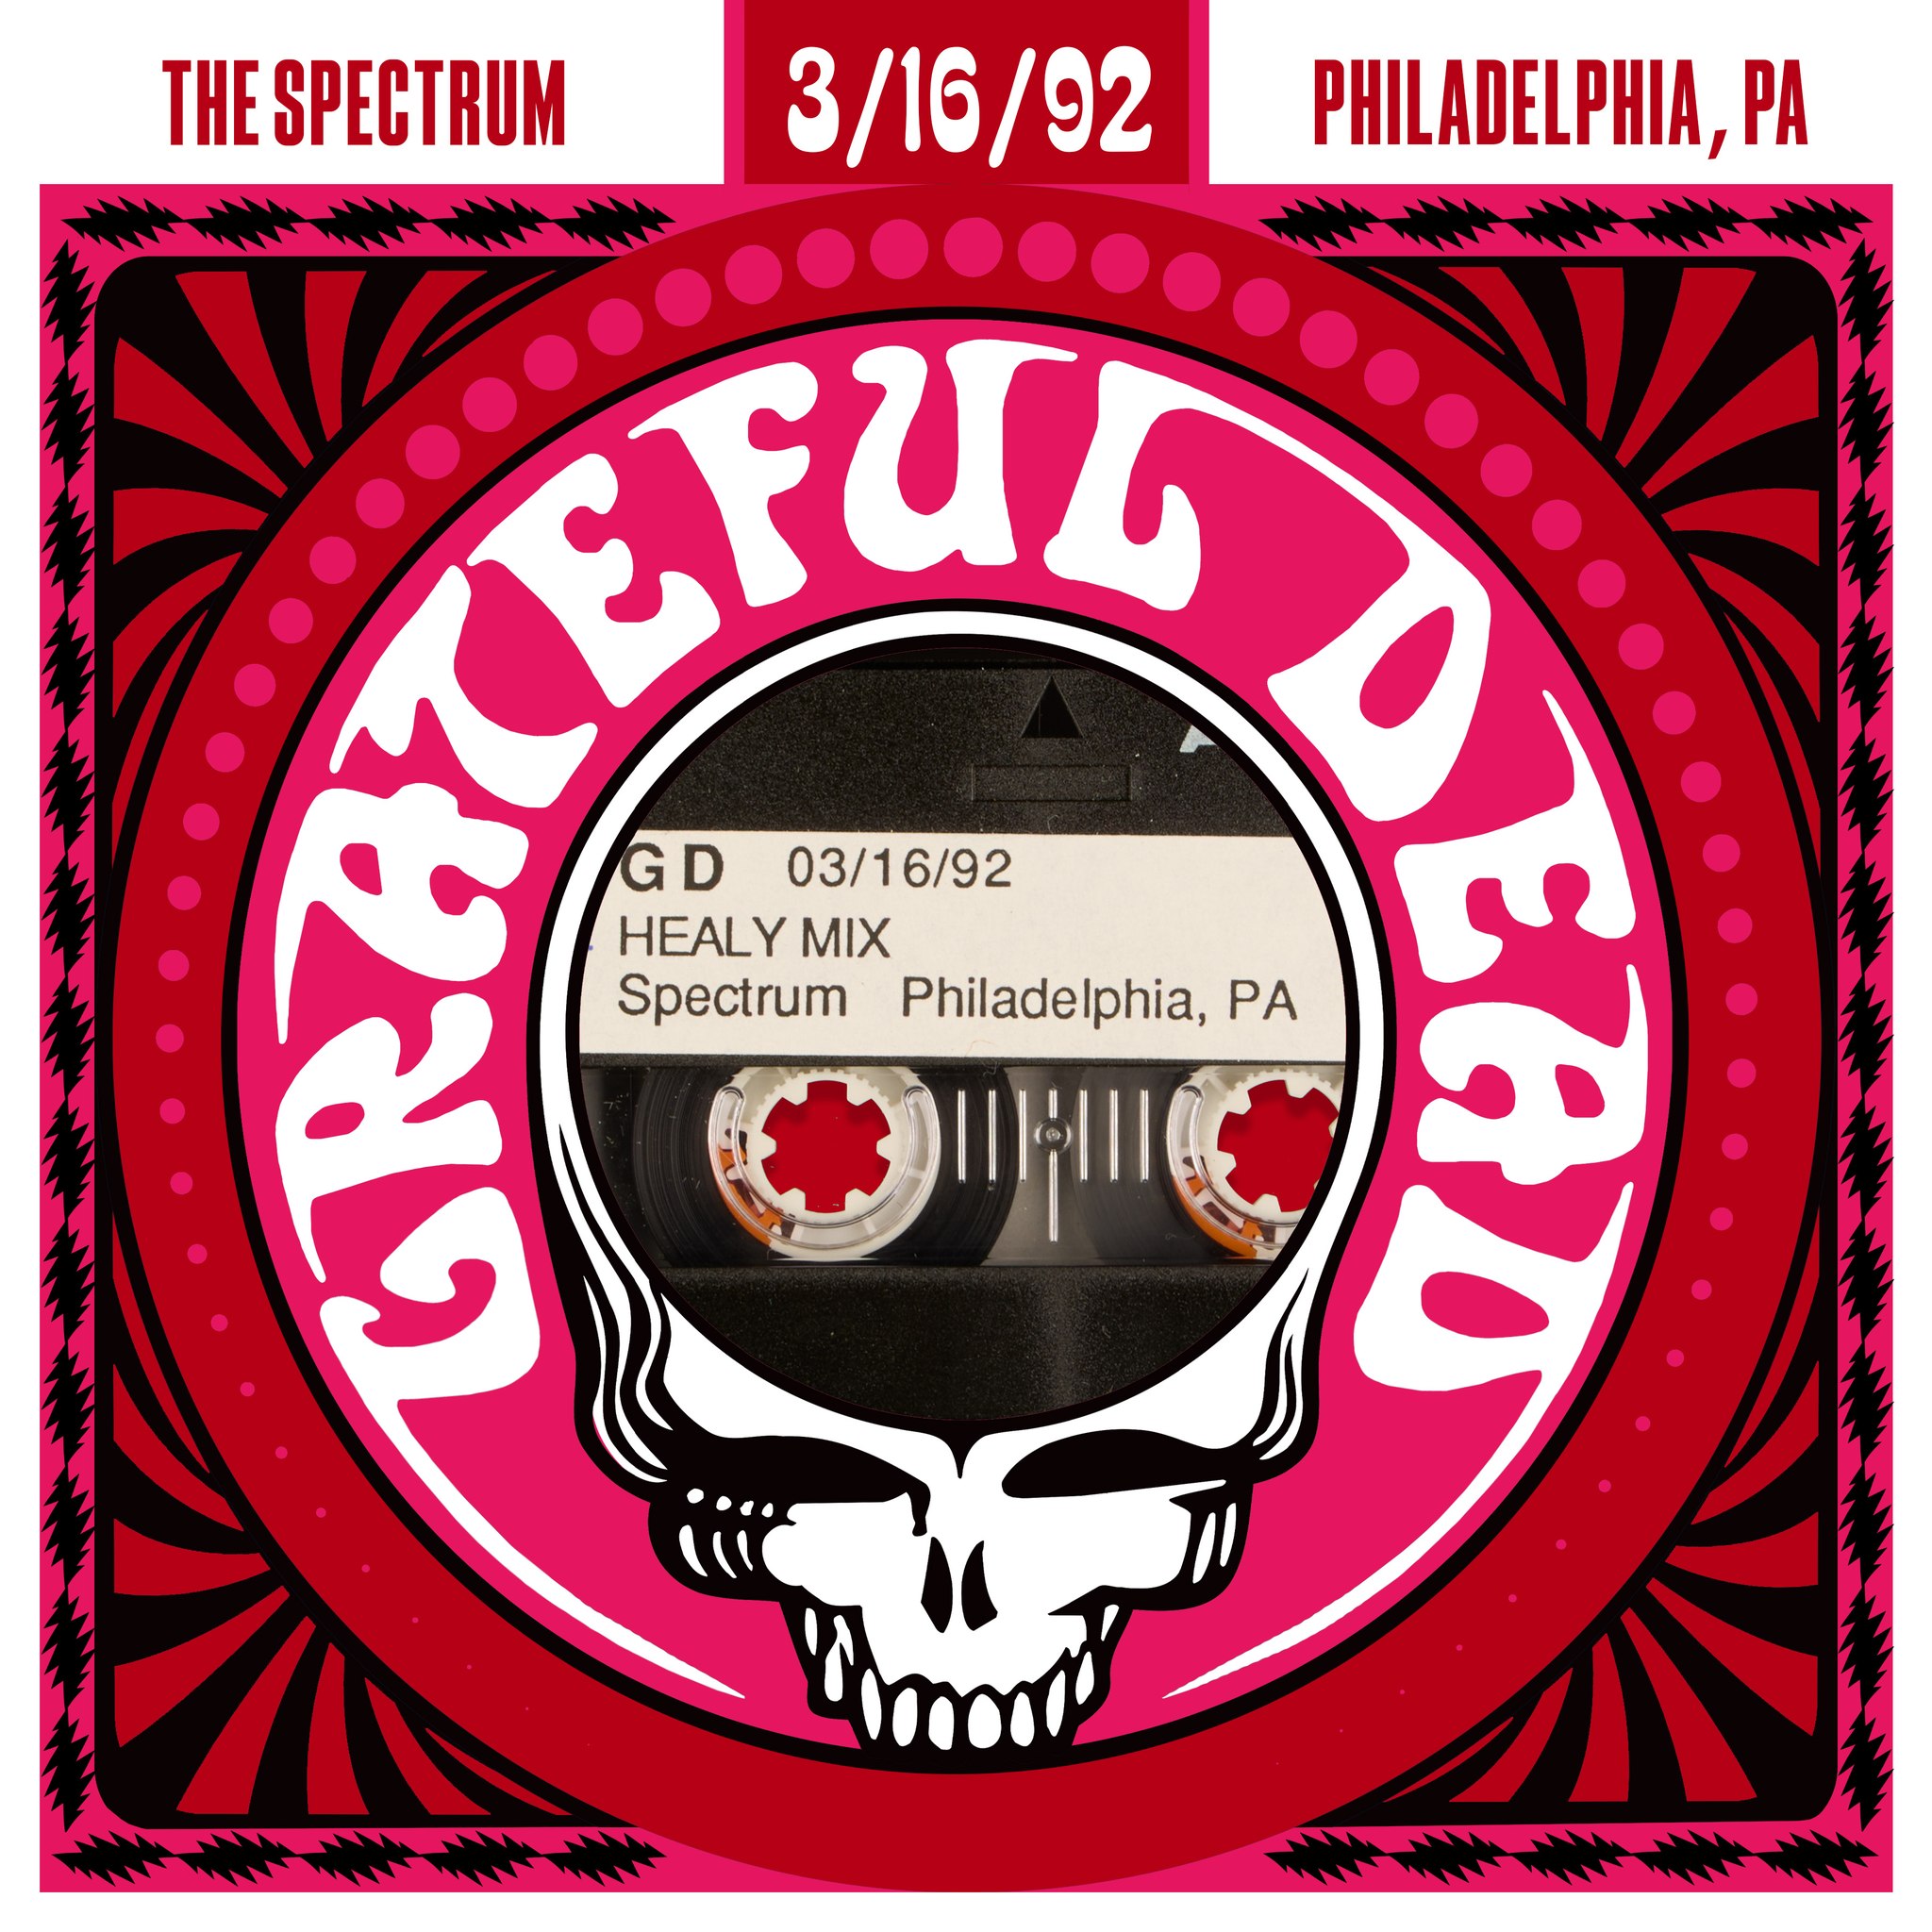 THE SPECTRUM
3/16/92
PHILADELPHIA, PA
GRATEFUL DEAD
GD 03/16/92
HEALY MIX
Spectrum Philadelphia, PA